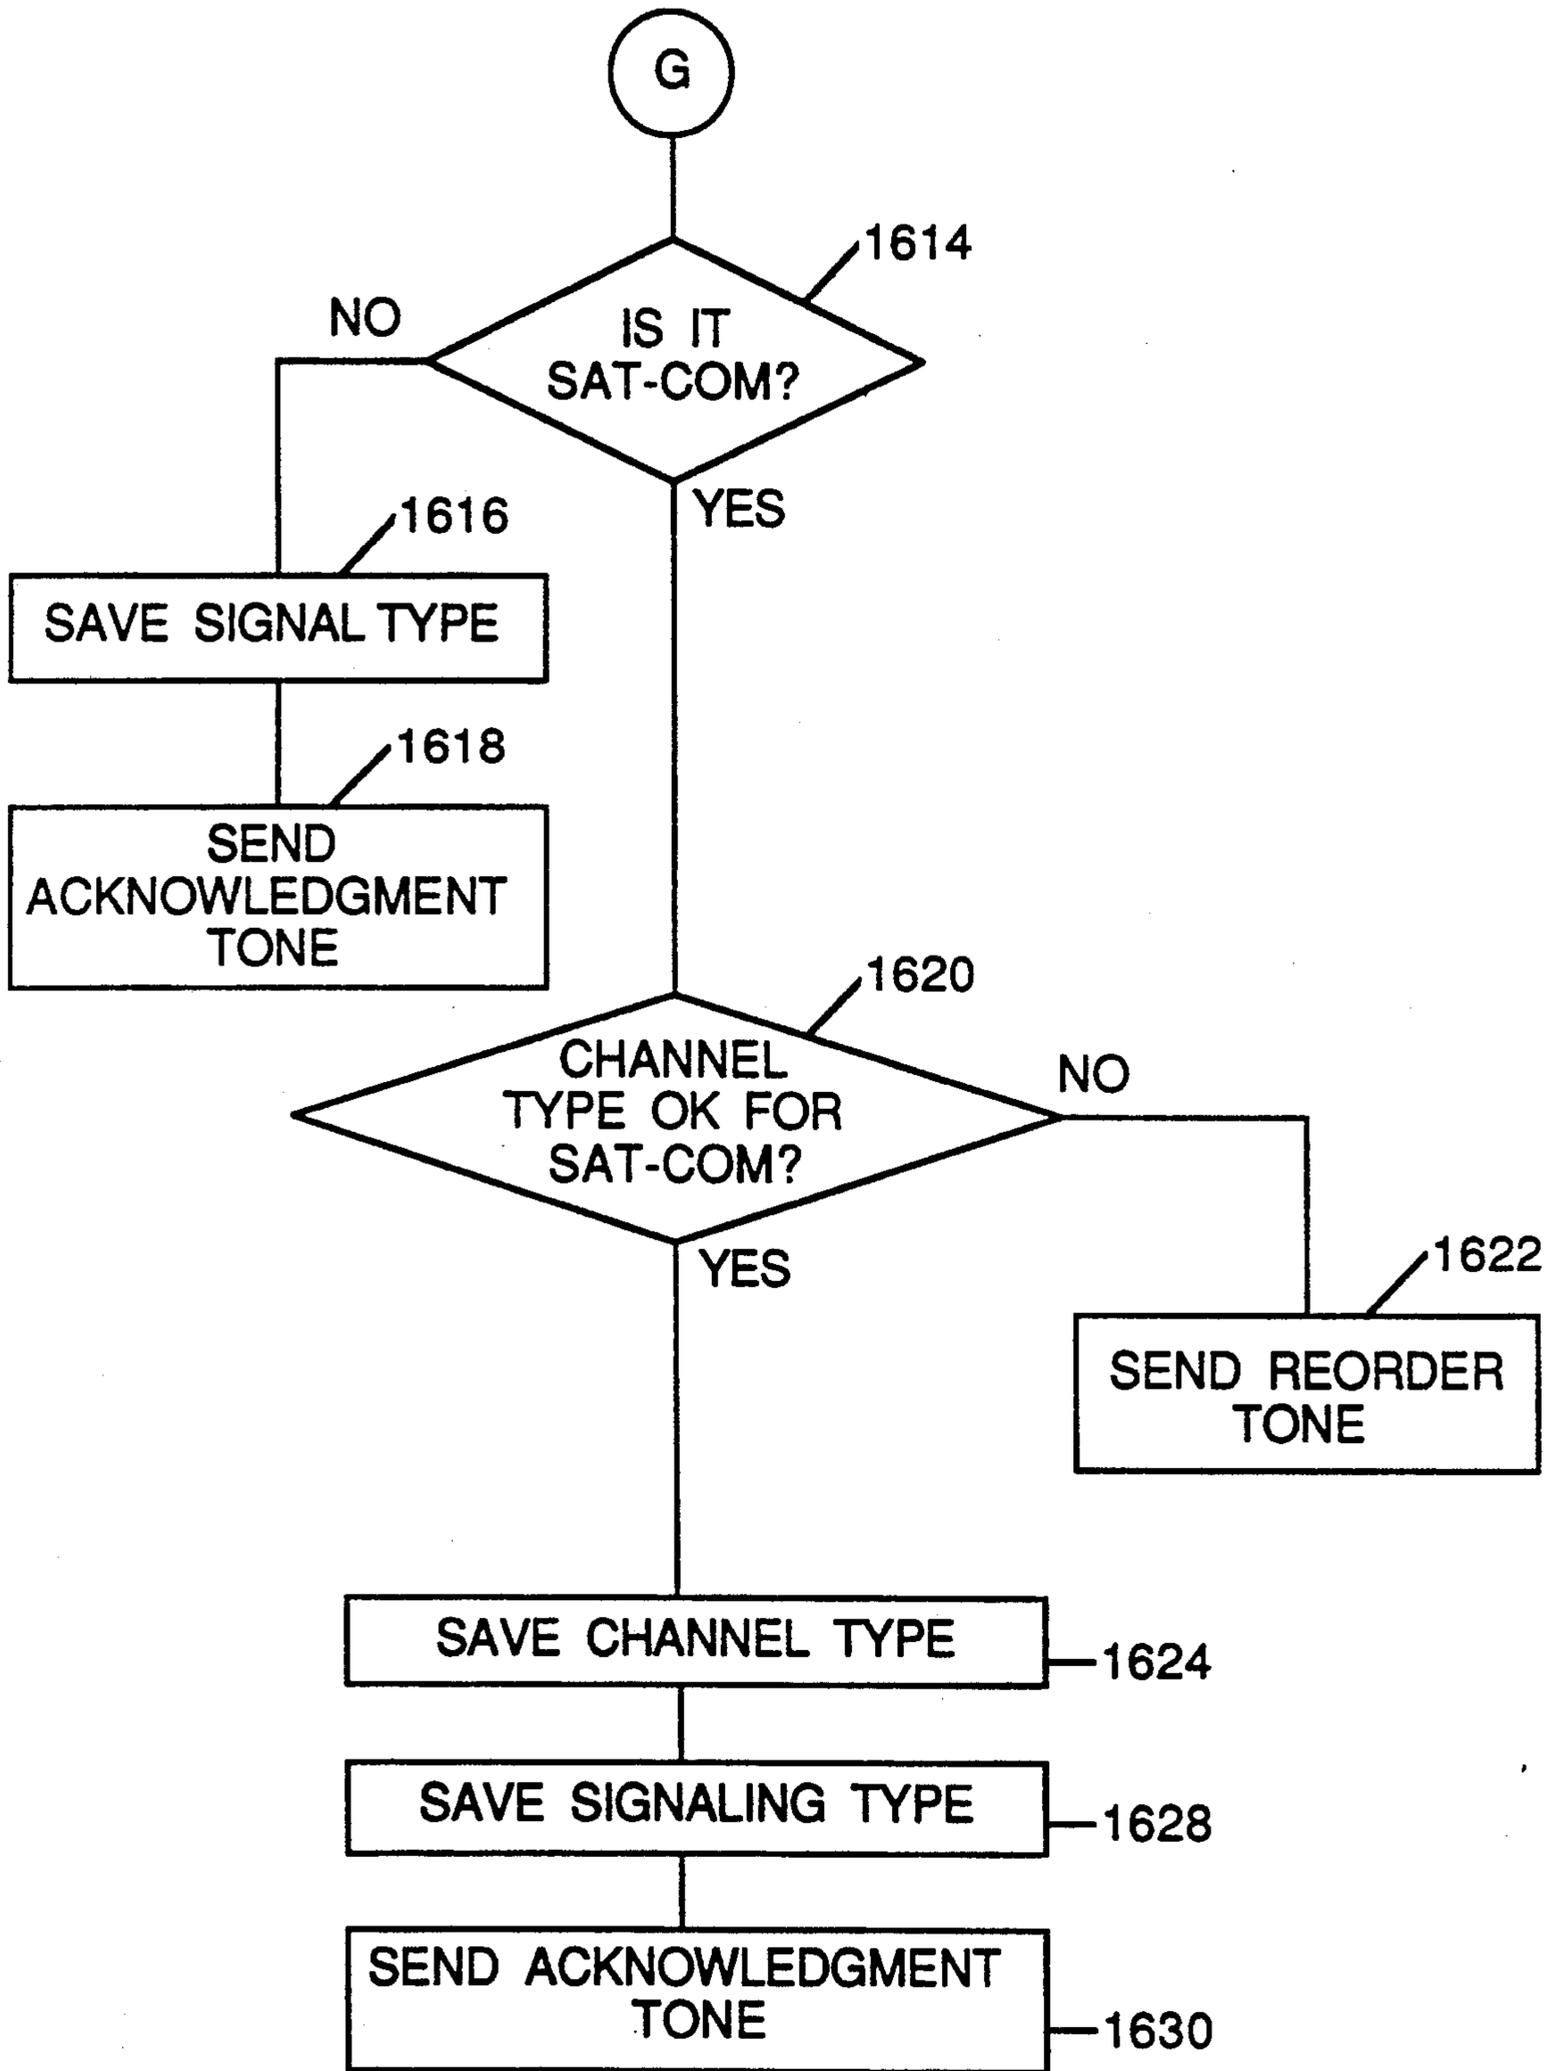 G
1614
NO
IS IT
SAT-COM?
YES
1616
SAVE SIGNAL TYPE
1618
SEND
ACKNOWLEDGMENT
TONE
1620
CHANNEL
TYPE OK FOR
SAT-COM?
NO
YES
1622
SEND REORDER
TONE
SAVE CHANNEL TYPE
1624
SAVE SIGNALING TYPE
1628
SEND ACKNOWLEDGMENT
TONE
1630